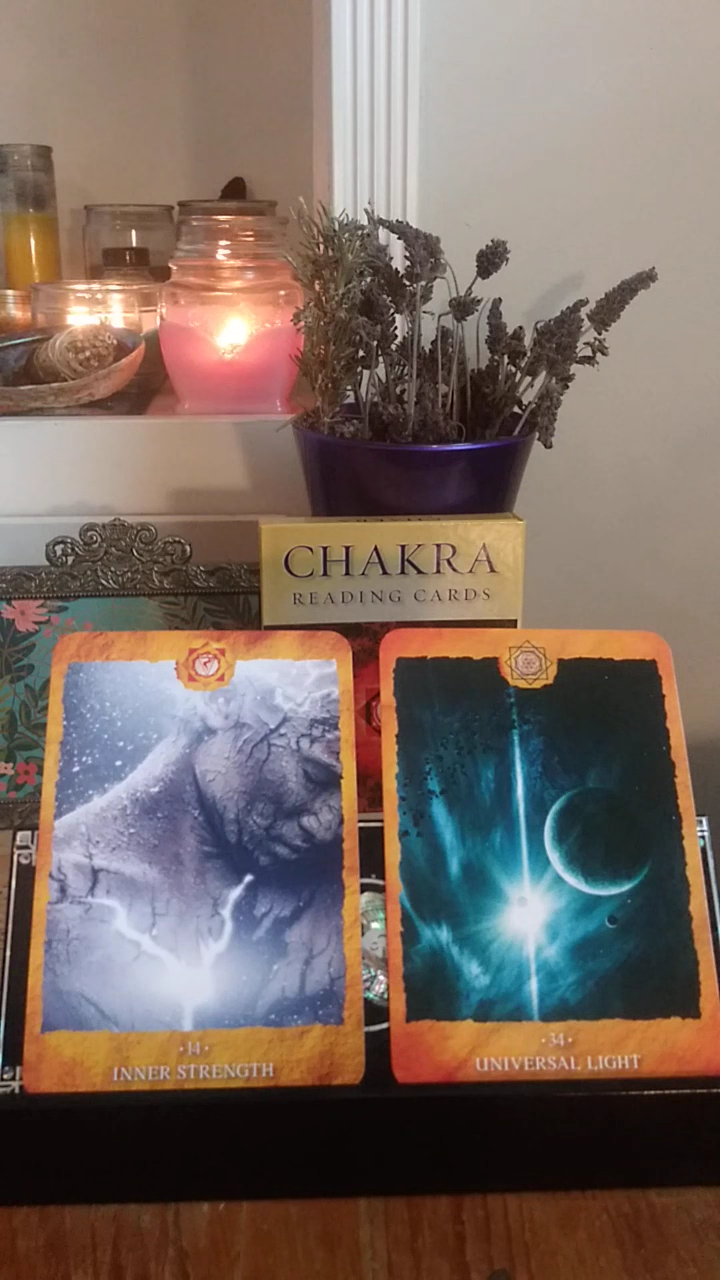 CHAKRA
READING CARDS
•14•
INNER STRENGTH
•34•
UNIVERSAL LIGHT